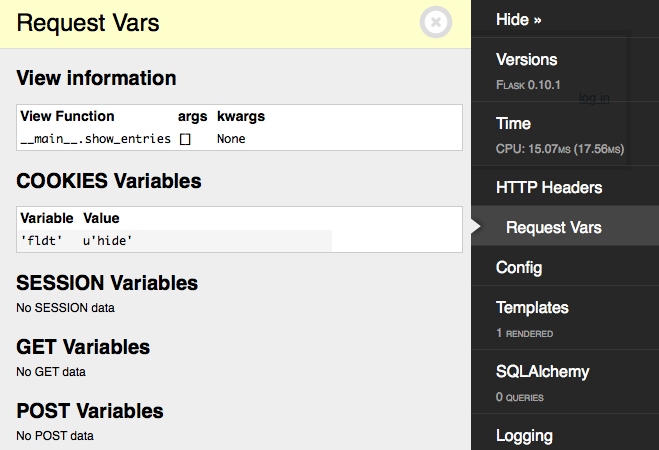 Request Vars
View information
View Function args kwargs
__main__.show_entries [] None
COOKIES Variables
Variable Value
'fldt' u'hide'
SESSION Variables
No SESSION data
GET Variables
No GET data
POST Variables
No POST data
Hide »
Versions
FLASK 0.10.1
log in
Time
CPU: 15.07MS (17.56MS)
HTTP Headers
Request Vars
Config
Templates
1 RENDERED
SQLAlchemy
0 QUERIES
Logging